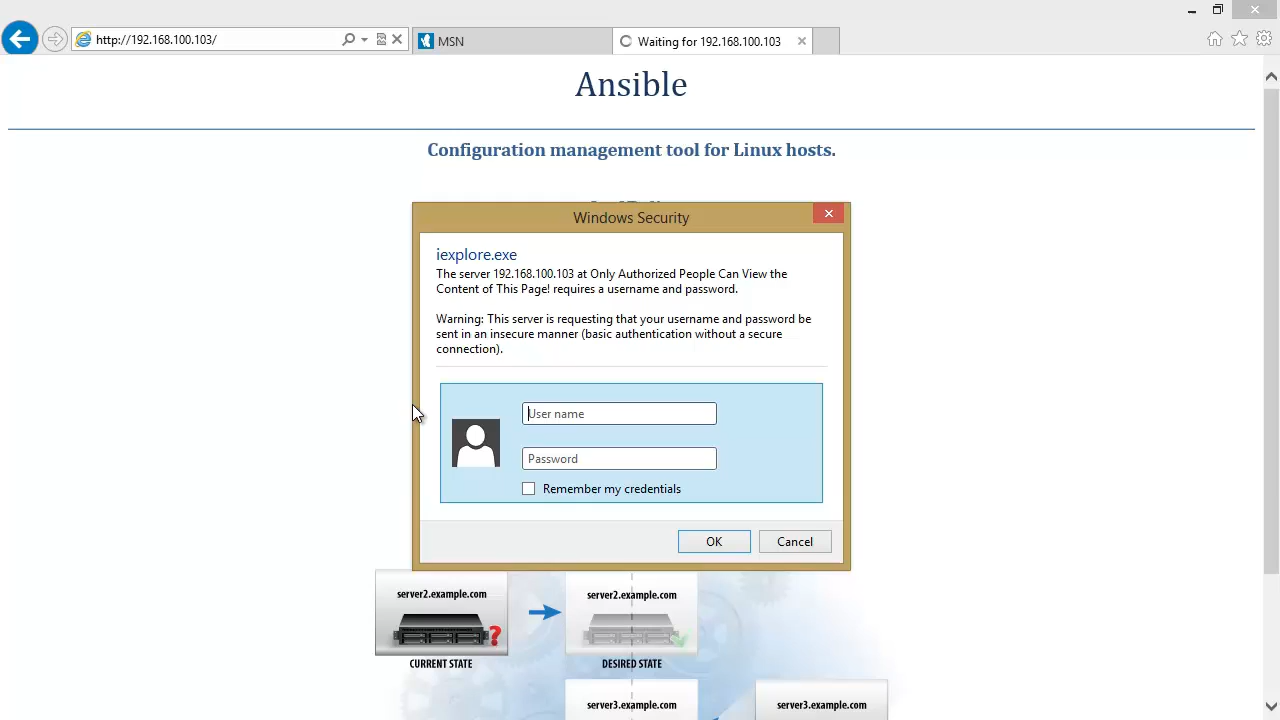 http://192.168.100.103/
MSN
Waiting for 192.168.100.103
Ansible
Configuration management tool for Linux hosts.
Windows Security
iexplore.exe
The server 192.168.100.103 at Only Authorized People Can View the
Content of This Page! requires a username and password.
Warning: This server is requesting that your username and password be
sent in an insecure manner (basic authentication without a secure
connection).
User name
Password
Remember my credentials
OK
Cancel
server2.example.com
server2.example.com
?
CURRENT STATE
DESIRED STATE
server3.example.com
server3.example.com